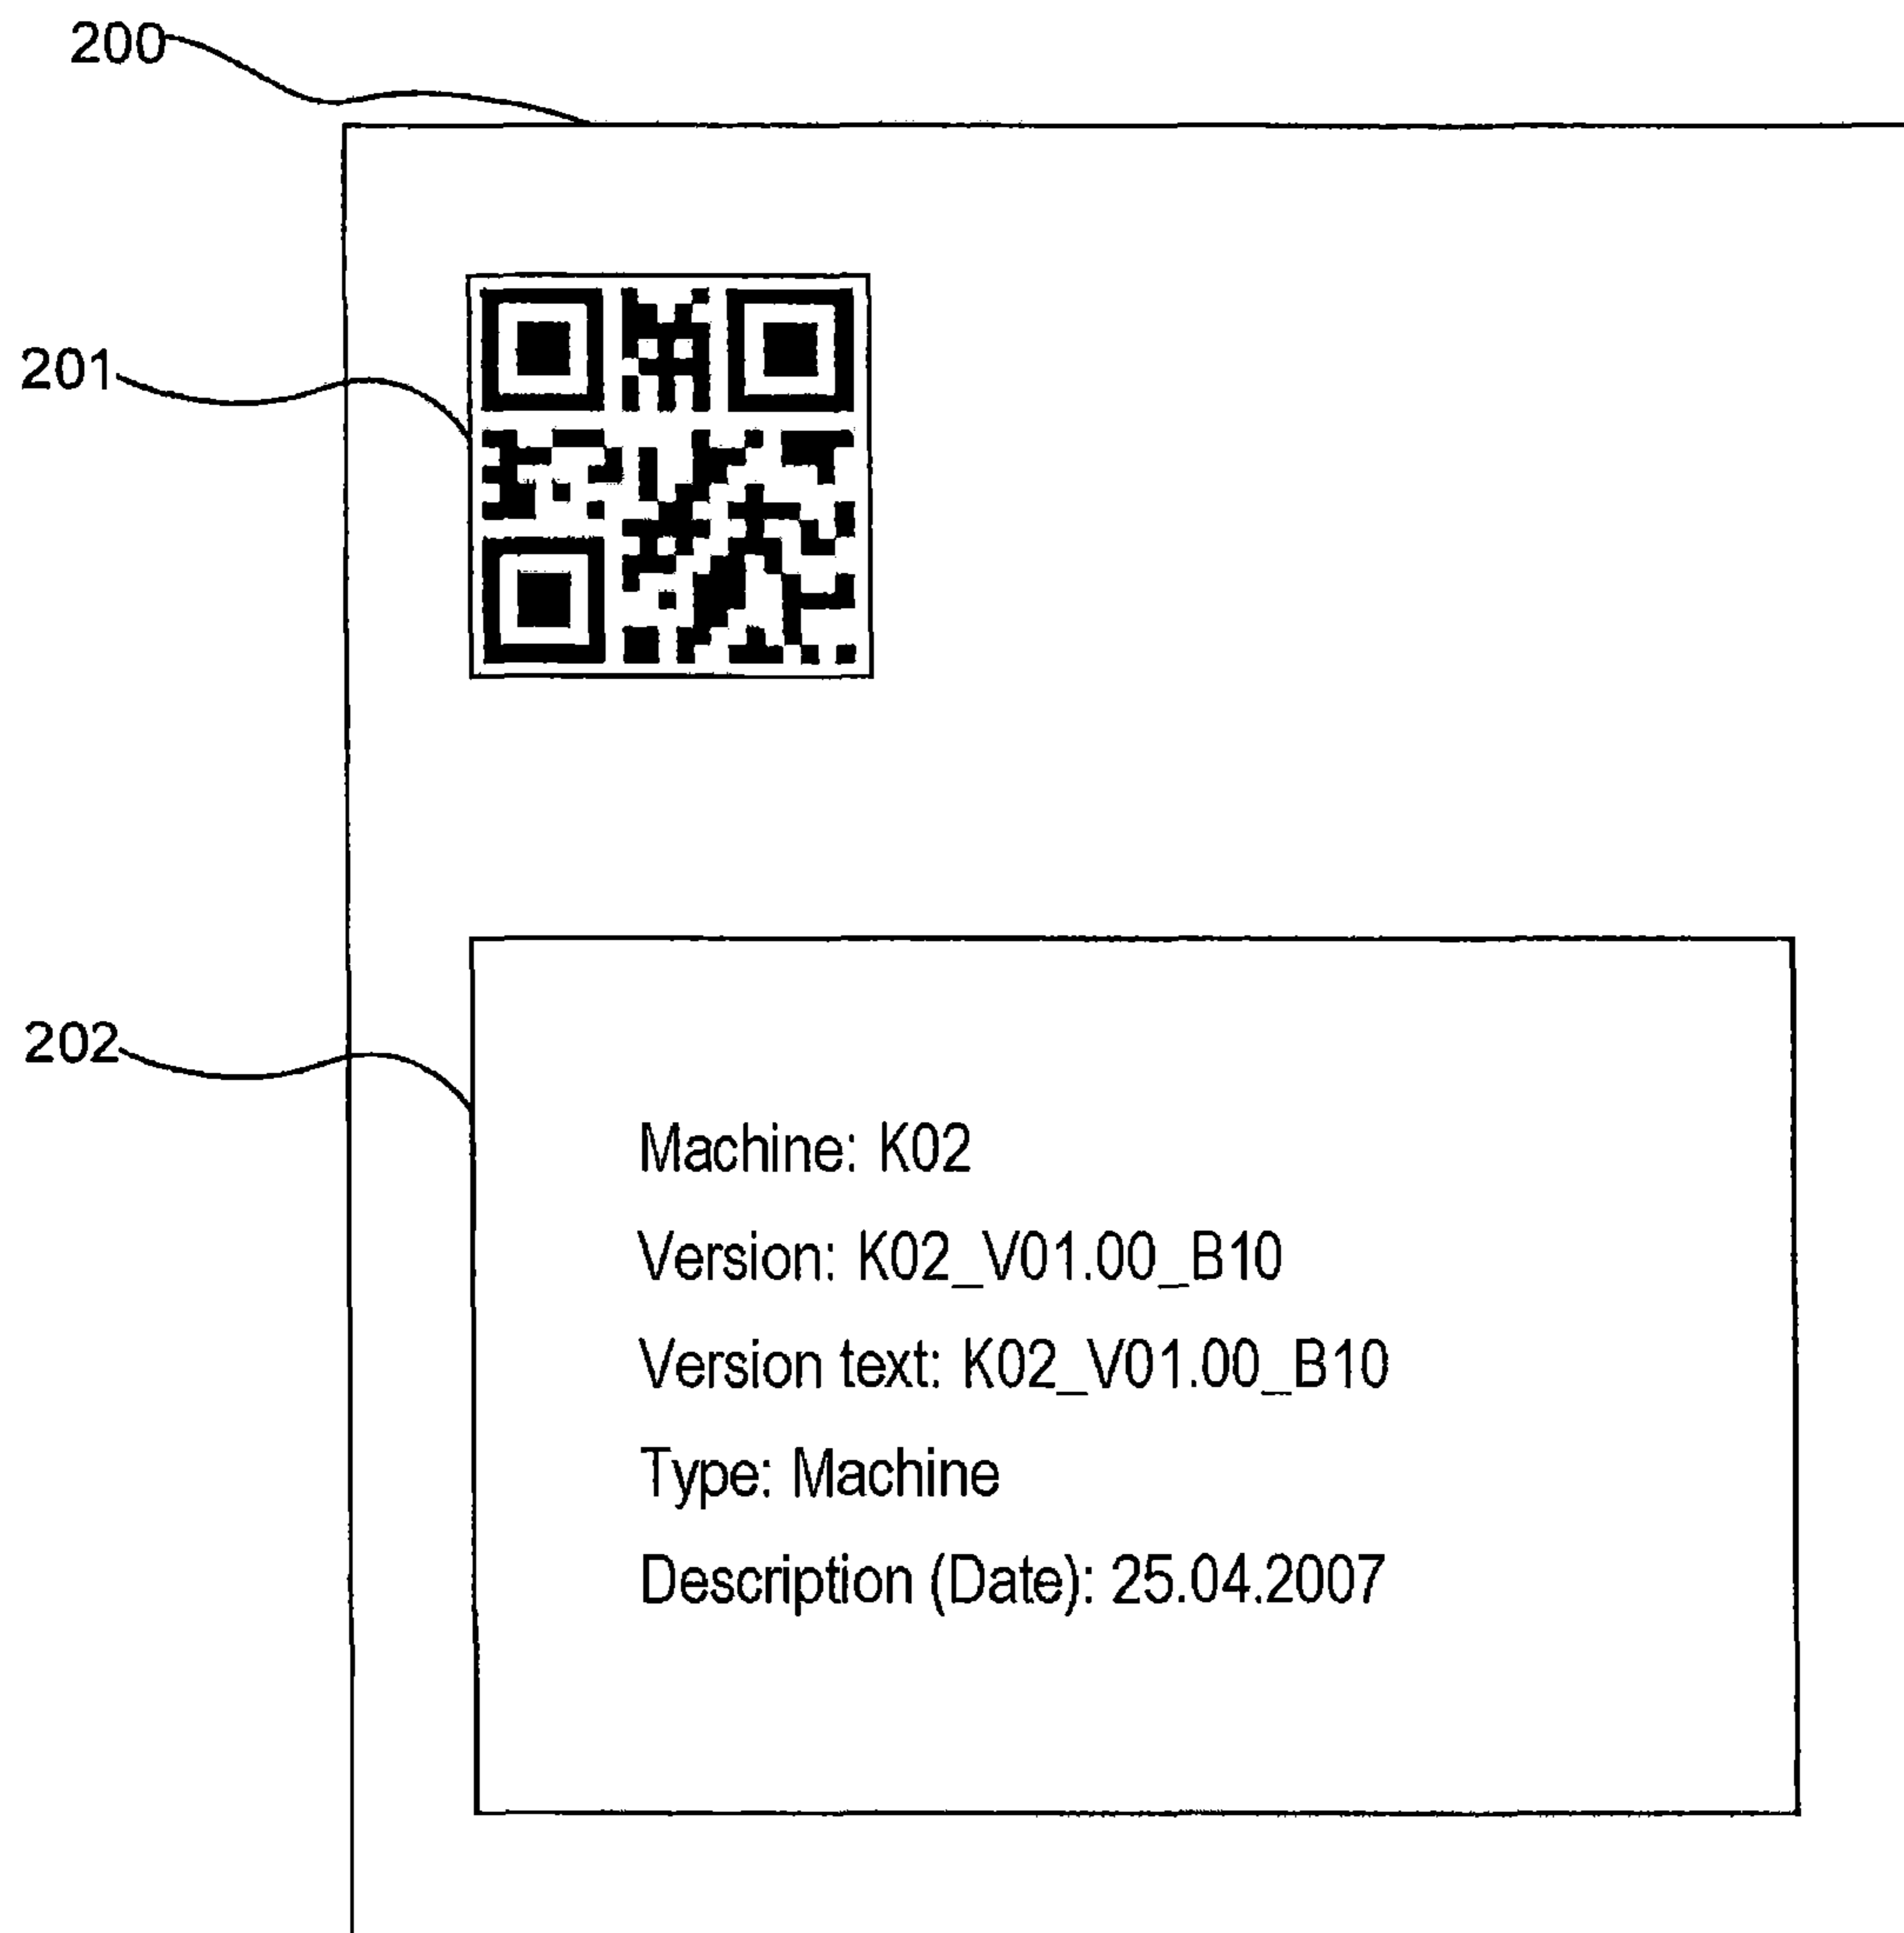 200
201
202
Machine: K02
Version: K02_V01.00_B10
Version text: K02_V01.00_B10
Type: Machine
Description (Date): 25.04.2007